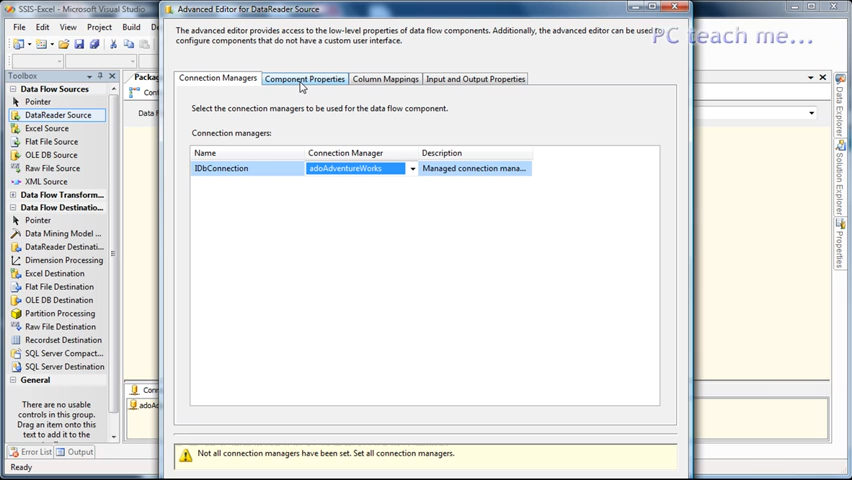 SSIS-Excel - Microsoft Visual Studio
Advanced Editor for DataReader Source
File Edit View Project
The advanced editor provides access to the low-level properties of data flow components. Additionally, the advanced editor can be used to
configure components that do not have a custom user interface.
PC teach me...
Toolbox
Data Flow Sources
Pointer
DataReader Source
Excel Source
Flat File Source
OLE DB Source
Raw File Source
XML Source
Data Flow Transform...
Data Flow Destinatio...
Pointer
Data Mining Model ...
DataReader Destinati...
Dimension Processing
Excel Destination
Flat File Destination
OLE DB Destination
Partition Processing
Raw File Destination
Recordset Destination
SQL Server Compact...
SQL Server Destination
General
There are no usable
controls in this group.
Drag an item onto this
text to add it to the
Error List Output
Ready
Packag
Con
Data F
Connection Managers Component Properties Column Mappings Input and Output Properties
Select the connection managers to be used for the data flow component.
Connection managers:
Name Connection Manager Description
IDbConnection adoAdventureWorks Managed connection mana...
Conn
adoA
Not all connection managers have been set. Set all connection managers.
Data Explorer
Solution Explorer
Properties